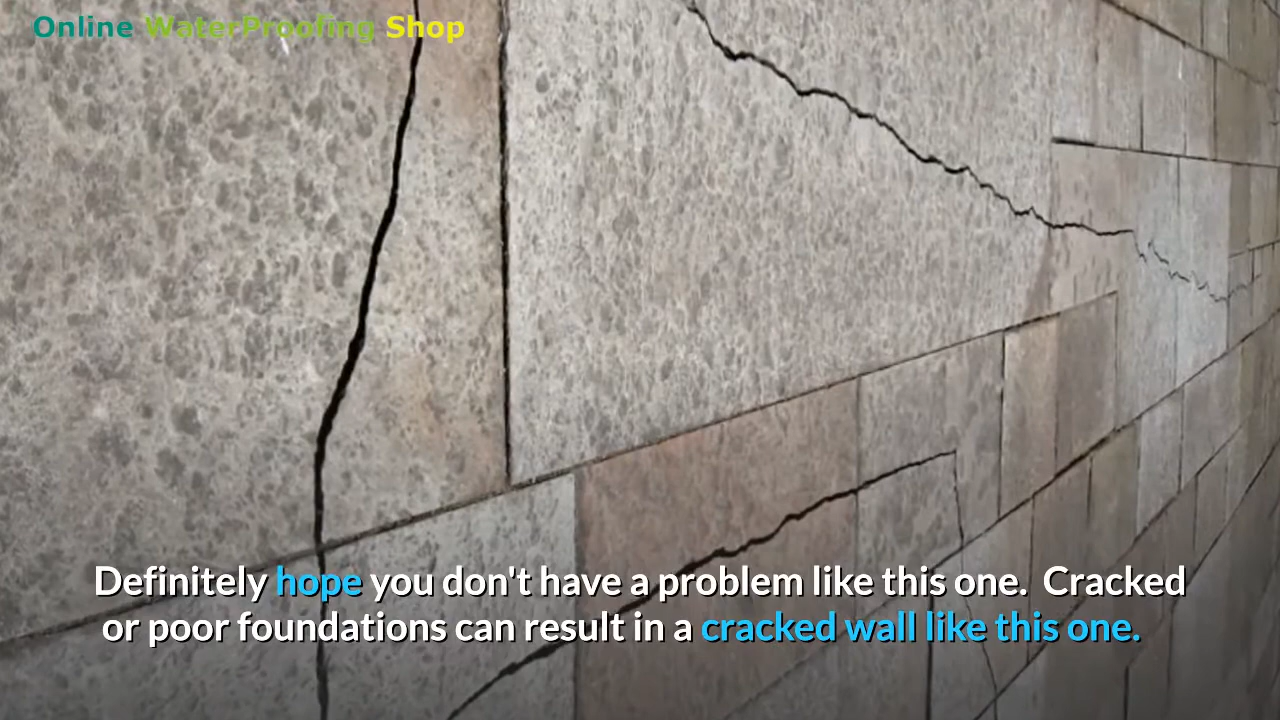 Online WaterProofing Shop
Definitely hope you don't have a problem like this one.  Cracked
or poor foundations can result in a cracked wall like this one.